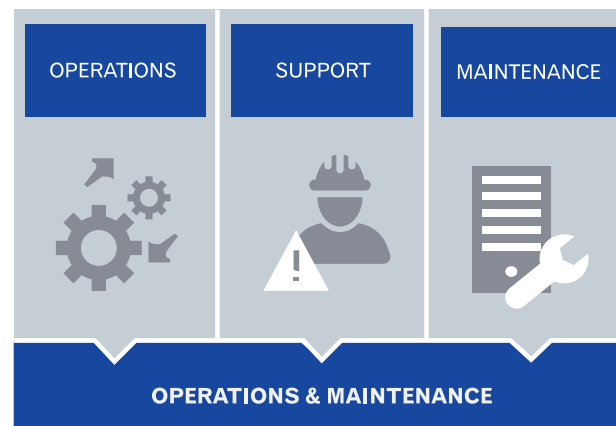 OPERATIONS
SUPPORT
MAINTENANCE
!
OPERATIONS & MAINTENANCE